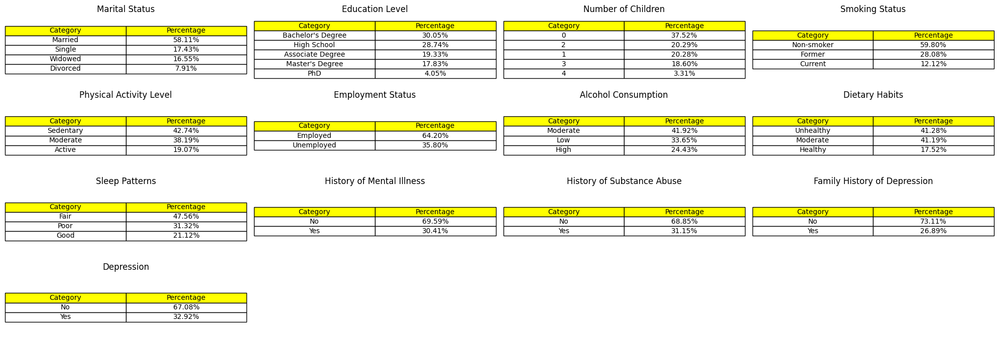 Marital Status
Category Percentage
Married 58.11%
Single 17.43%
Widowed 16.55%
Divorced 7.91%
Education Level
Category Percentage
Bachelor's Degree 30.05%
High School 28.74%
Associate Degree 19.33%
Master's Degree 17.83%
PhD 4.05%
Number of Children
Category Percentage
0 37.52%
2 20.29%
1 20.28%
3 18.60%
4 3.31%
Smoking Status
Category Percentage
Non-smoker 59.80%
Former 28.08%
Current 12.12%
Physical Activity Level
Category Percentage
Sedentary 42.74%
Moderate 38.19%
Active 19.07%
Employment Status
Category Percentage
Employed 64.20%
Unemployed 35.80%
Alcohol Consumption
Category Percentage
Moderate 41.92%
Low 33.65%
High 24.43%
Dietary Habits
Category Percentage
Unhealthy 41.28%
Moderate 41.19%
Healthy 17.52%
Sleep Patterns
Category Percentage
Fair 47.56%
Poor 31.32%
Good 21.12%
History of Mental Illness
Category Percentage
No 69.59%
Yes 30.41%
History of Substance Abuse
Category Percentage
No 68.85%
Yes 31.15%
Family History of Depression
Category Percentage
No 73.11%
Yes 26.89%
Depression
Category Percentage
No 67.08%
Yes 32.92%